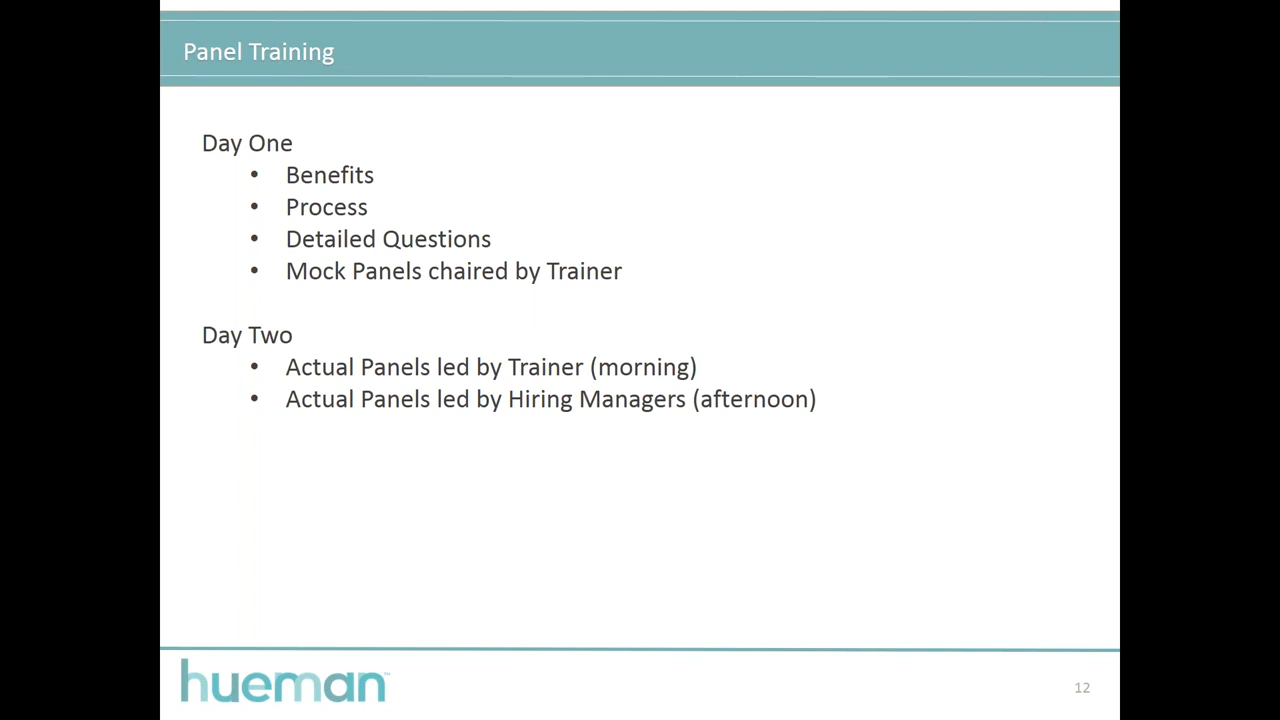 Panel Training
Day One
• Benefits
• Process
• Detailed Questions
• Mock Panels chaired by Trainer
Day Two
• Actual Panels led by Trainer (morning)
• Actual Panels led by Hiring Managers (afternoon)
hueman™
12